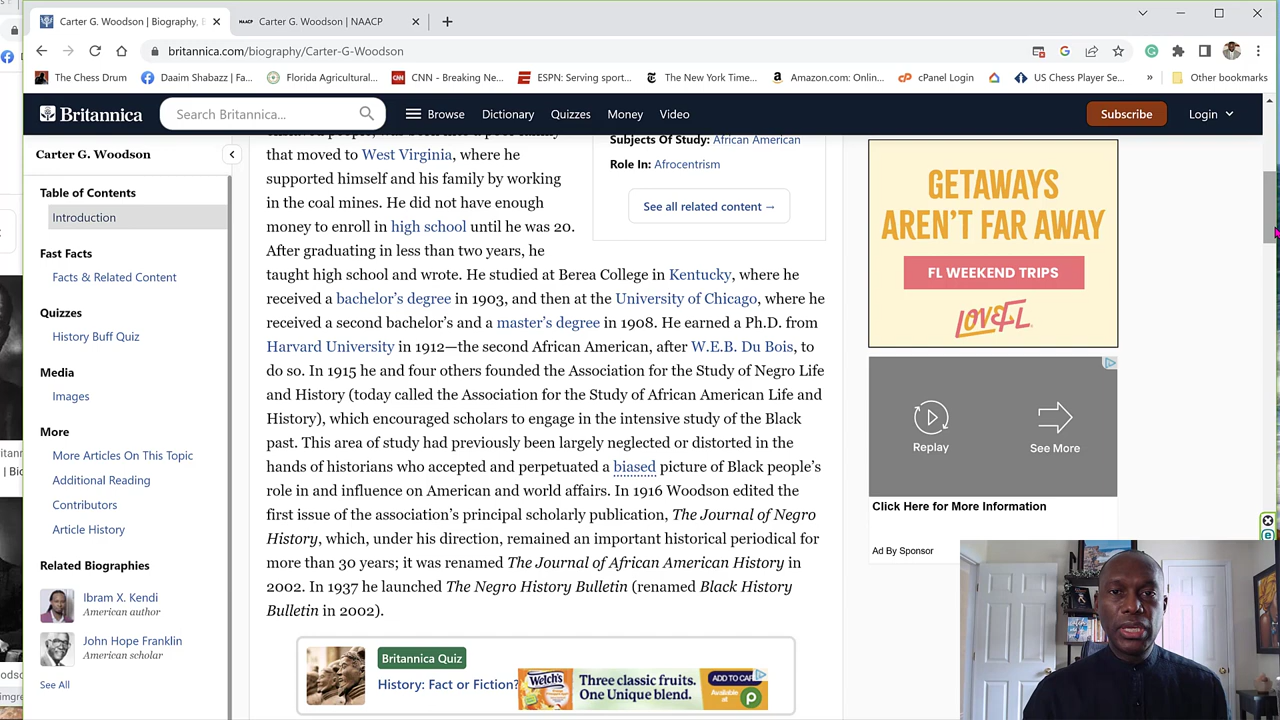 Carter G. Woodson | Biography, E
NAACP
Carter G. Woodson | NAACP
britannica.com/biography/Carter-G-Woodson
The Chess Drum
Daaim Shabazz | Fa...
Florida Agricultural...
CNN - Breaking Ne...
ESPN: Serving sport...
The New York Time...
Amazon.com: Onlin...
cPanel Login
US Chess Player Se...
Other bookmarks
Britannica
Search Britannica...
Browse
Dictionary
Quizzes
Money
Video
Subscribe
Login
Carter G. Woodson
Table of Contents
Introduction
Fast Facts
Facts & Related Content
Quizzes
History Buff Quiz
Media
Images
More
More Articles On This Topic
Additional Reading
Contributors
Article History
Related Biographies
Ibram X. Kendi
American author
John Hope Franklin
American scholar
See All
that moved to West Virginia, where he
supported himself and his family by working
in the coal mines. He did not have enough
money to enroll in high school until he was 20.
After graduating in less than two years, he
taught high school and wrote. He studied at Berea College in Kentucky, where he
received a bachelor's degree in 1903, and then at the University of Chicago, where he
received a second bachelor's and a master's degree in 1908. He earned a Ph.D. from
Harvard University in 1912—the second African American, after W.E.B. Du Bois, to
do so. In 1915 he and four others founded the Association for the Study of Negro Life
and History (today called the Association for the Study of African American Life and
History), which encouraged scholars to engage in the intensive study of the Black
past. This area of study had previously been largely neglected or distorted in the
hands of historians who accepted and perpetuated a biased picture of Black people's
role in and influence on American and world affairs. In 1916 Woodson edited the
first issue of the association's principal scholarly publication, The Journal of Negro
History, which, under his direction, remained an important historical periodical for
more than 30 years; it was renamed The Journal of African American History in
2002. In 1937 he launched The Negro History Bulletin (renamed Black History
Bulletin in 2002).
Subjects Of Study: African American
Role In: Afrocentrism
See all related content →
Britannica Quiz
History: Fact or Fiction?
Welch's
Three classic fruits.
One Unique blend.
ADD TO CAR
Available at
GETAWAYS
AREN'T FAR AWAY
FL WEEKEND TRIPS
LOVEFL
Replay
See More
Click Here for More Information
Ad By Sponsor